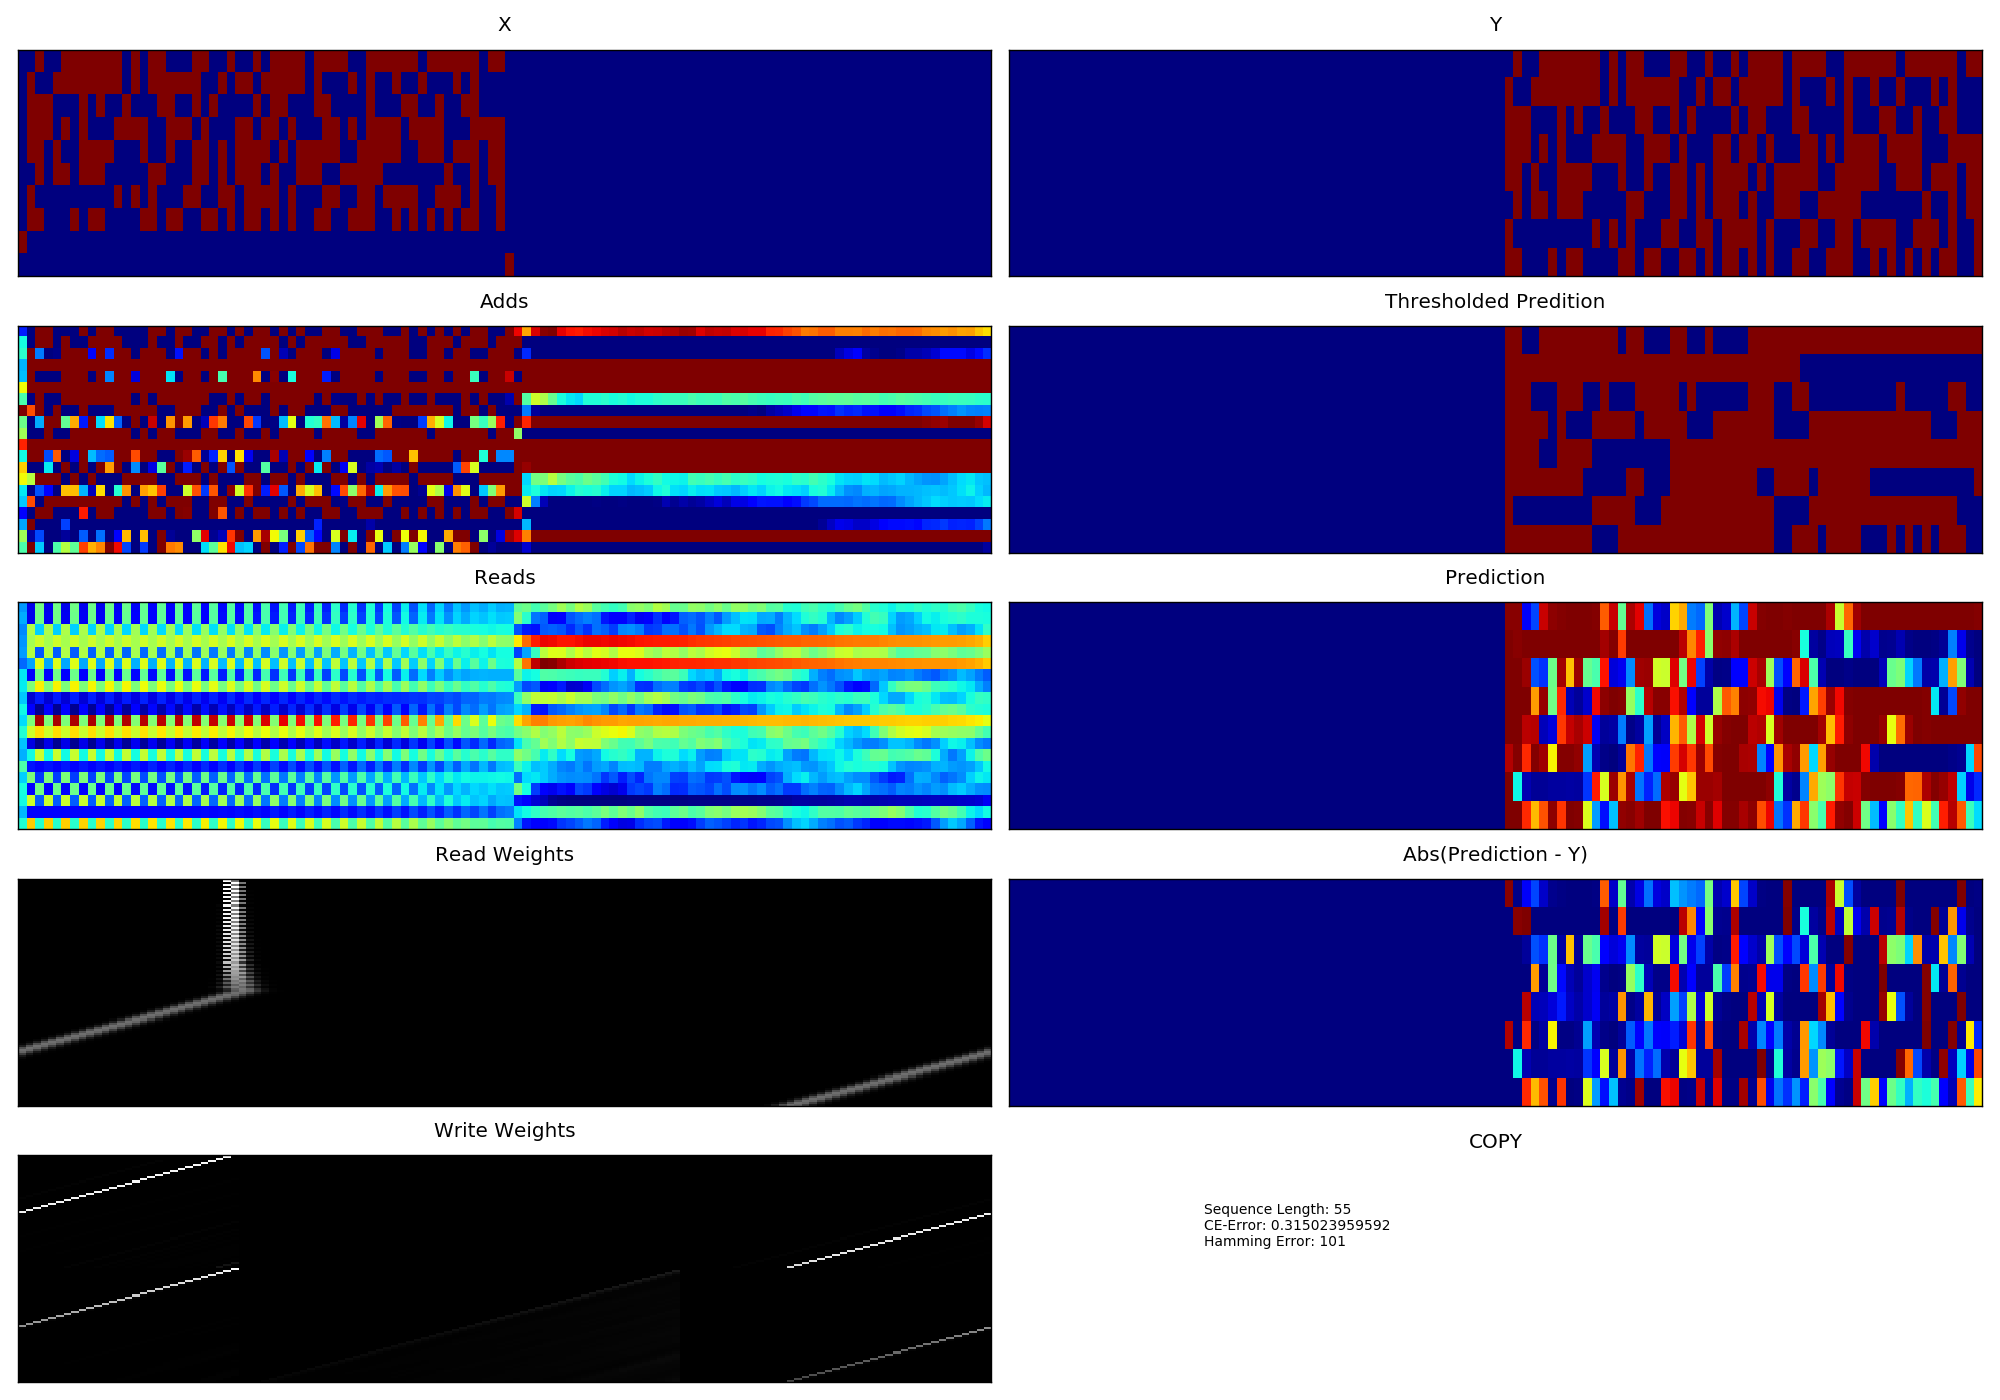 X
Y
Adds
Thresholded Predition
Reads
Prediction
Read Weights
Abs(Prediction - Y)
Write Weights
COPY
Sequence Length: 55
CE-Error: 0.315023959592
Hamming Error: 101